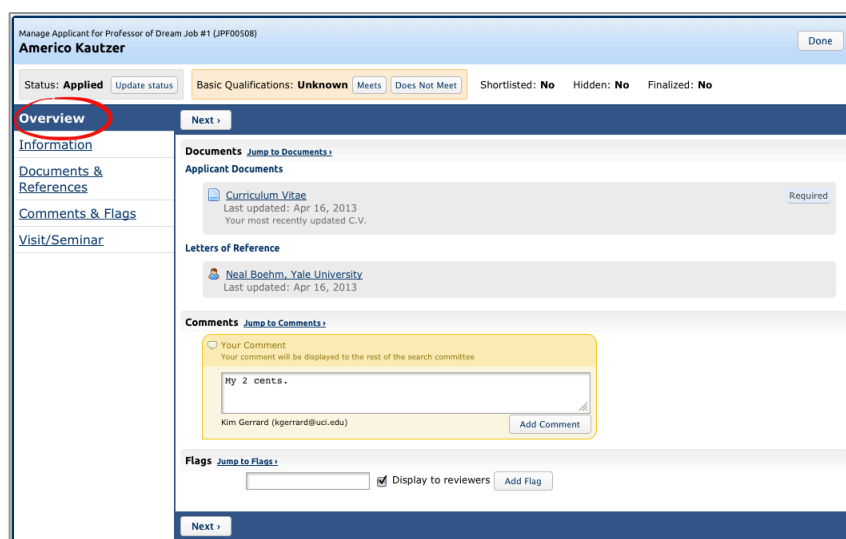 Manage Applicant for Professor of Dream Job #1 (JPF00508)
Americo Kautzer
Done
Status: Applied Update status Basic Qualifications: Unknown Meets Does Not Meet Shortlisted: No Hidden: No Finalized: No
Overview
Information
Documents &
References
Comments & Flags
Visit/Seminar
Next ›
Documents Jump to Documents ›
Applicant Documents
Curriculum Vitae Required
Last updated: Apr 16, 2013
Your most recently updated C.V.
Letters of Reference
Neal Boehm, Yale University
Last updated: Apr 16, 2013
Comments Jump to Comments ›
Your Comment
Your comment will be displayed to the rest of the search committee
My 2 cents.
Kim Gerrard (kgerrard@uci.edu) Add Comment
Flags Jump to Flags ›
Display to reviewers Add Flag
Next ›